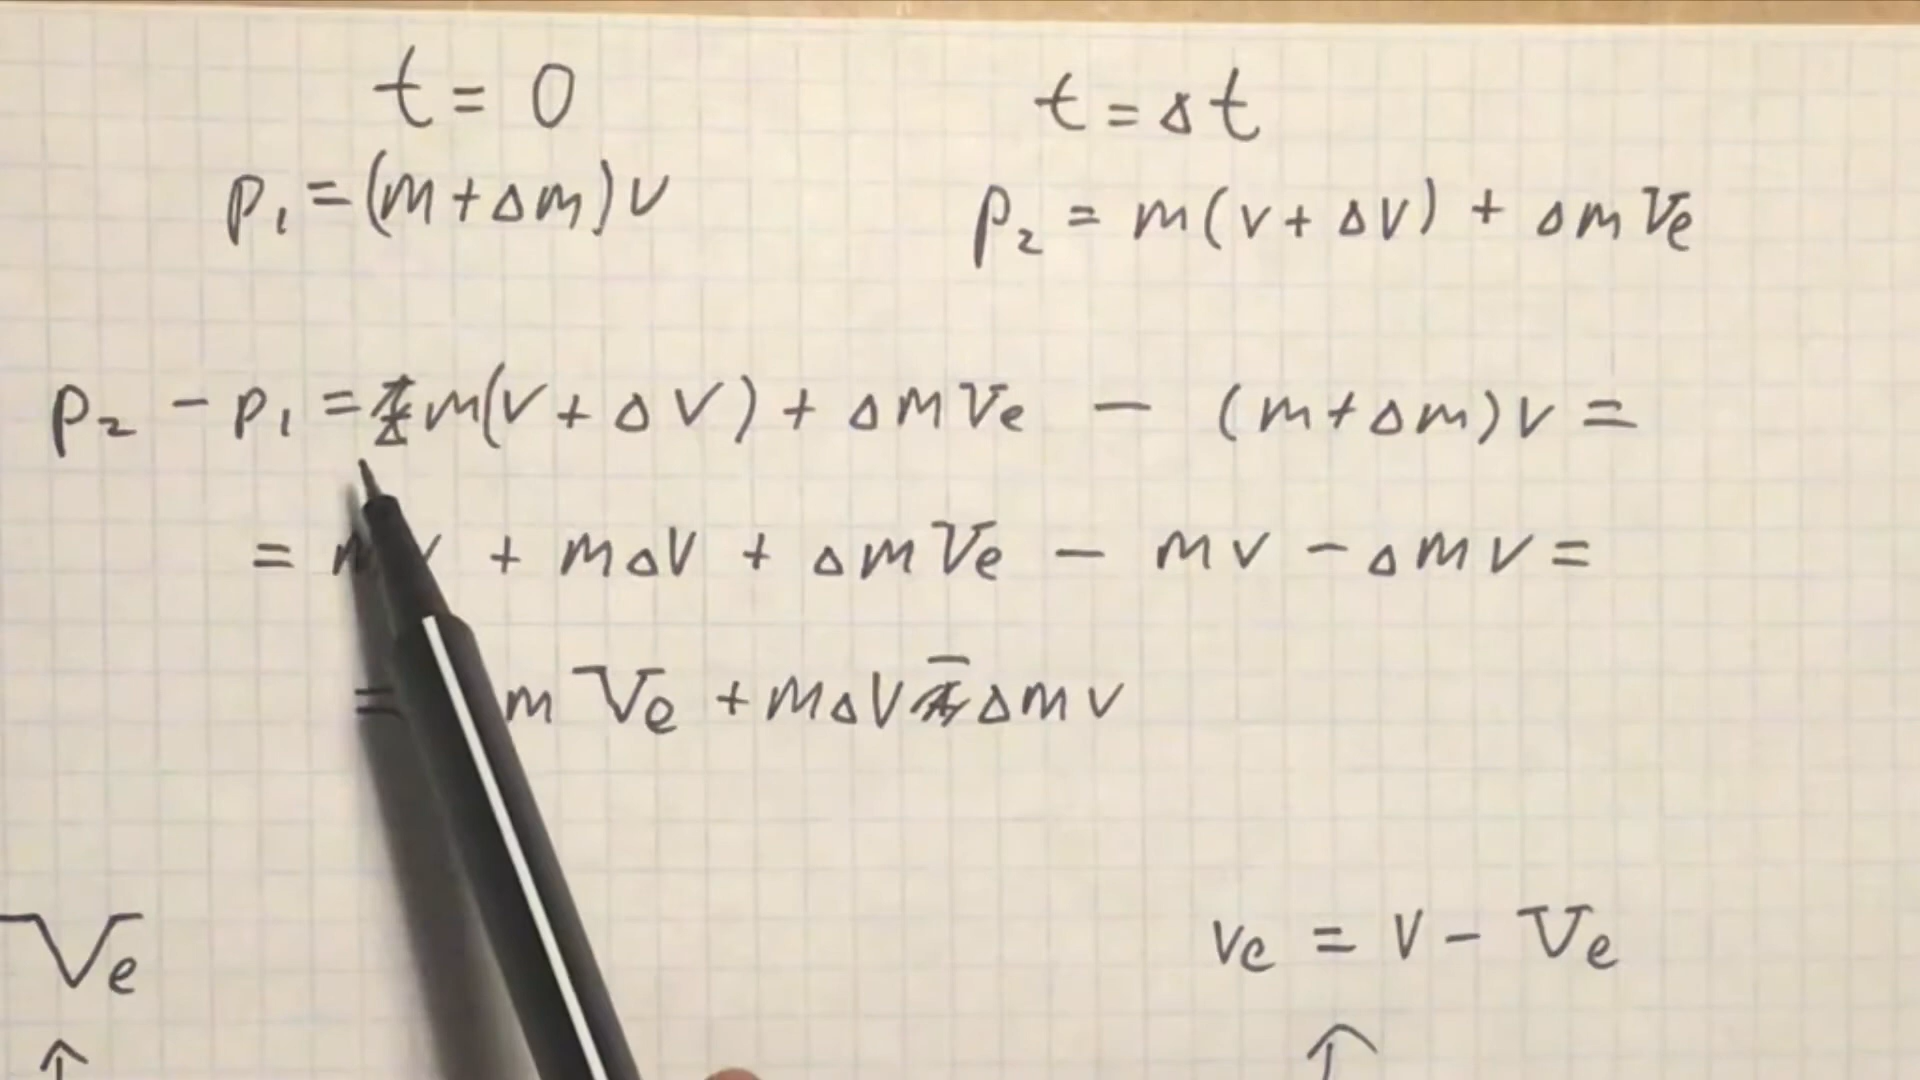 t = 0
t = Δt
p₁ = (m + Δm)v
p₂ = m(v + Δv) + Δm Ve
p₂ - p₁ = m(v + Δv) + Δm Ve - (m + Δm)v =
= v + mΔv + Δm Ve - mv - Δmv =
= m Ve + mΔv - Δmv
Ve
ve = v - Ve